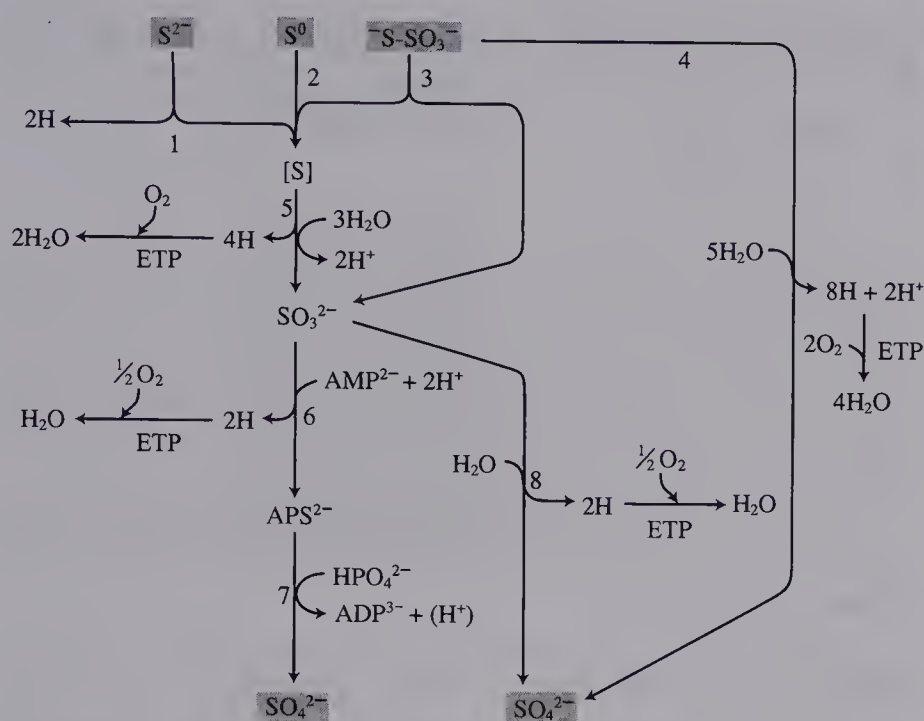 S²⁻ S⁰ ⁻S-SO₃⁻
4
2 3
2H
1
[S]
O₂
5
3H₂O
2H₂O 4H
ETP
2H⁺
5H₂O
8H + 2H⁺
SO₃²⁻
2O₂ ETP
½O₂
AMP²⁻ + 2H⁺
4H₂O
H₂O 2H 6
ETP
H₂O ½O₂
8
2H H₂O
APS²⁻
ETP
HPO₄²⁻
7
ADP³⁻ + (H⁺)
SO₄²⁻ SO₄²⁻